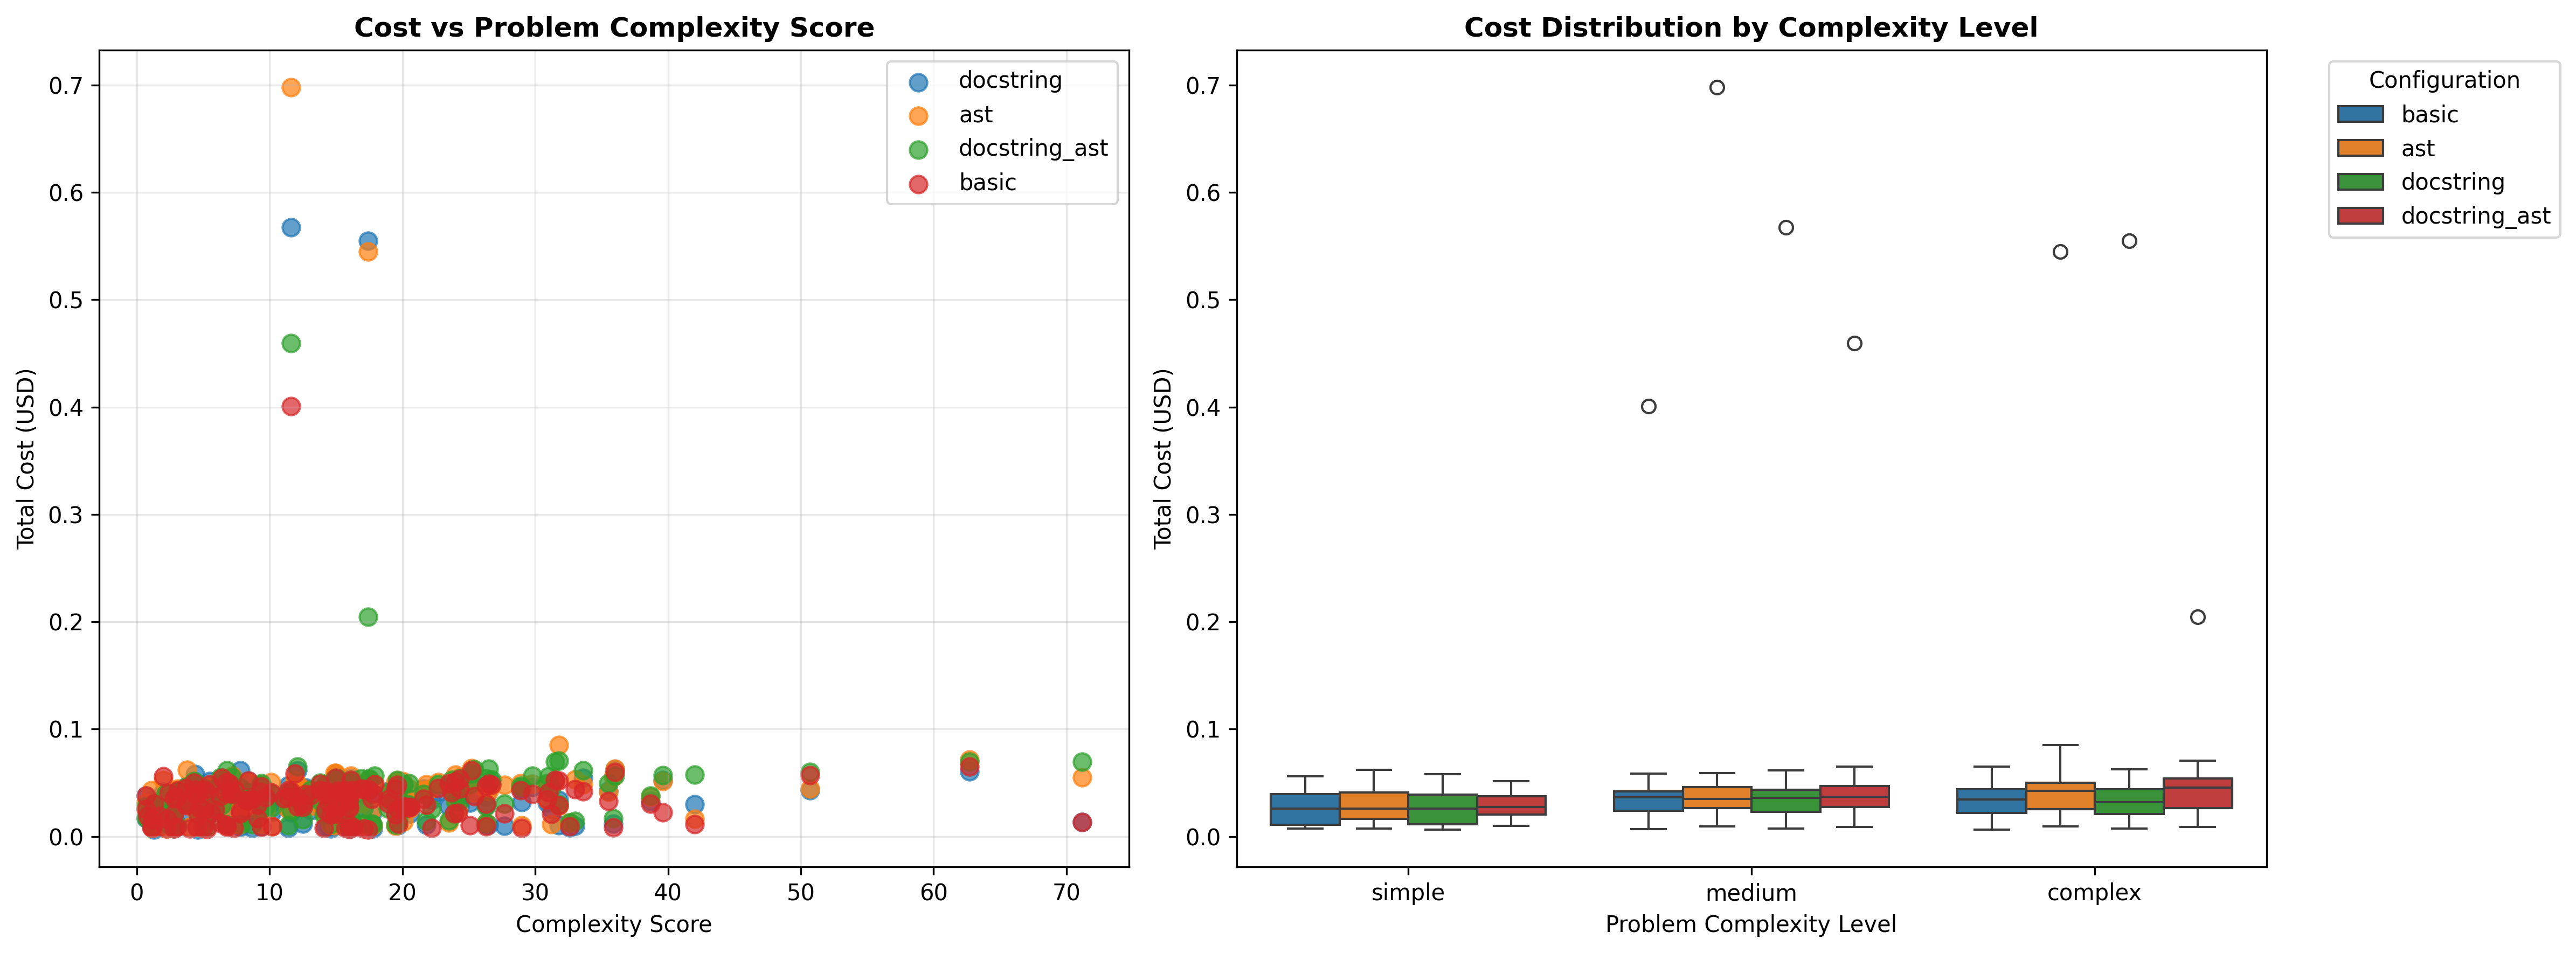 Cost vs Problem Complexity Score
0.7
0.6
0.5
0.4
0.3
0.2
0.1
0.0
Total Cost (USD)
0 10 20 30 40 50 60 70
Complexity Score
docstring
ast
docstring_ast
basic
Cost Distribution by Complexity Level
0.7
0.6
0.5
0.4
0.3
0.2
0.1
0.0
Total Cost (USD)
simple medium complex
Problem Complexity Level
Configuration
basic
ast
docstring
docstring_ast